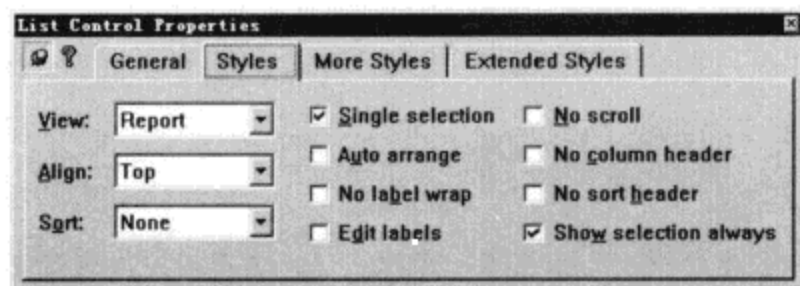 List Control Properties
General Styles More Styles Extended Styles
View: Report Single selection No scroll
Align: Top Auto arrange No column header
Sort: None No label wrap No sort header
Edit labels Show selection always